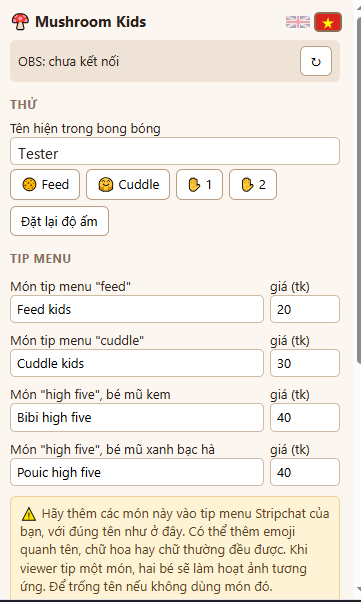 🍄 Mushroom Kids
OBS: chưa kết nối ↻
THỬ
Tên hiện trong bong bóng
Tester
🍪 Feed 🤗 Cuddle ✋ 1 ✋ 2
Đặt lại độ ấm
TIP MENU
Món tip menu "feed" giá (tk)
Feed kids 20
Món tip menu "cuddle" giá (tk)
Cuddle kids 30
Món "high five", bé mũ kem giá (tk)
Bibi high five 40
Món "high five", bé mũ xanh bạc hà giá (tk)
Pouic high five 40
⚠️ Hãy thêm các món này vào tip menu Stripchat của
bạn, với đúng tên như ở đây. Có thể thêm emoji
quanh tên, chữ hoa hay chữ thường đều được. Khi
viewer tip một món, hai bé sẽ làm hoạt ảnh tương
ứng. Để trống tên nếu không dùng món đó.